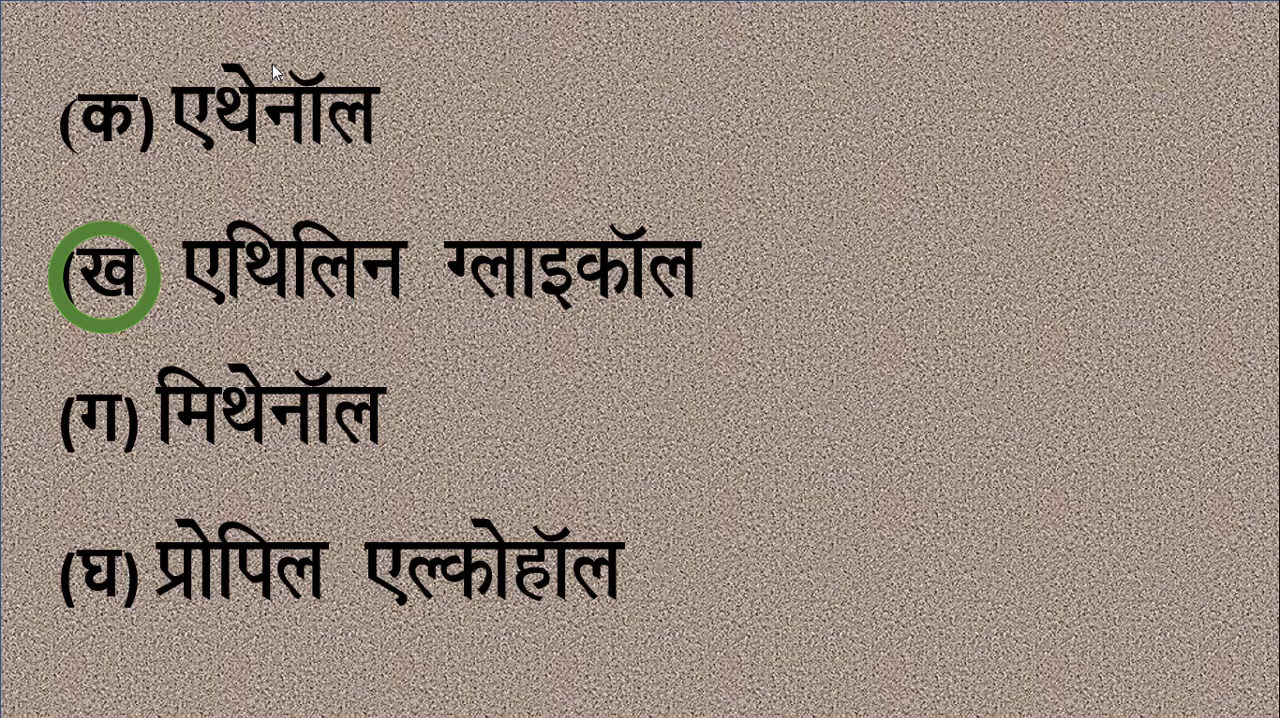 (क) एथेनॉल
(ख एथिलिन ग्लाइकॉल
(ग) मिथेनॉल
(घ) प्रोपिल एल्कोहॉल